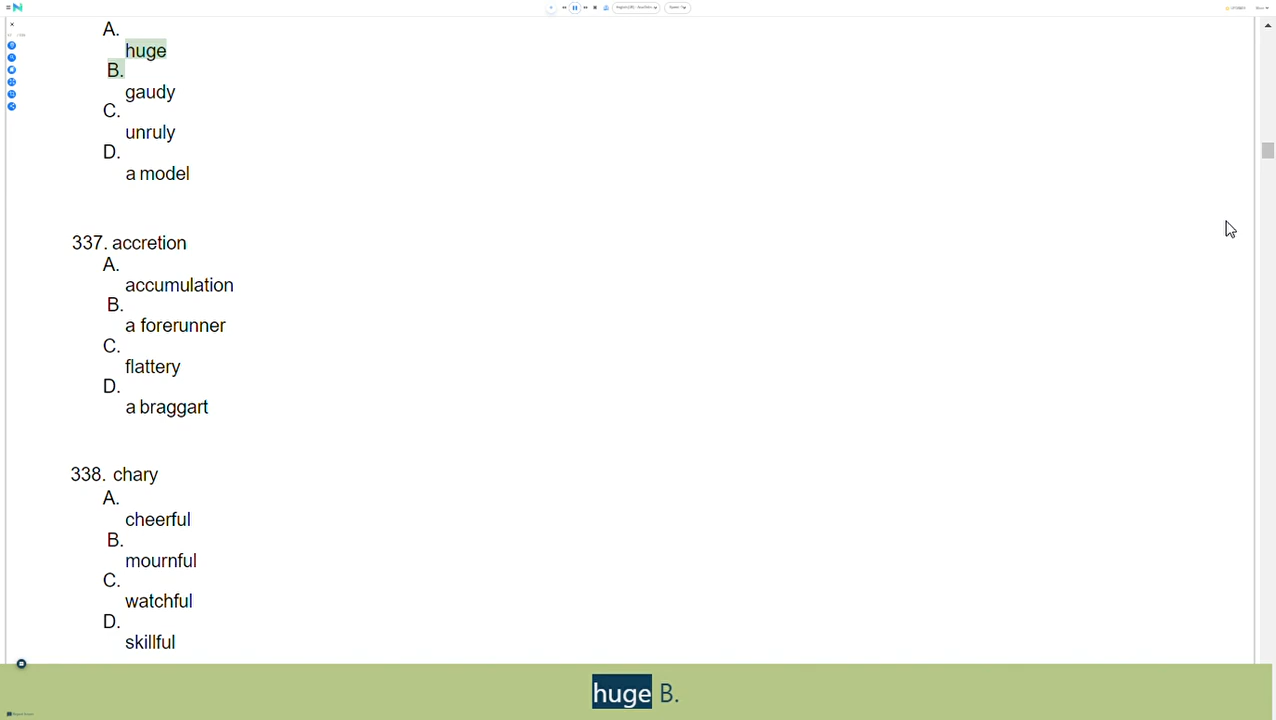 A.
huge
B.
gaudy
C.
unruly
D.
a model
337. accretion
A.
accumulation
B.
a forerunner
C.
flattery
D.
a braggart
338. chary
A.
cheerful
B.
mournful
C.
watchful
D.
skillful
huge B.